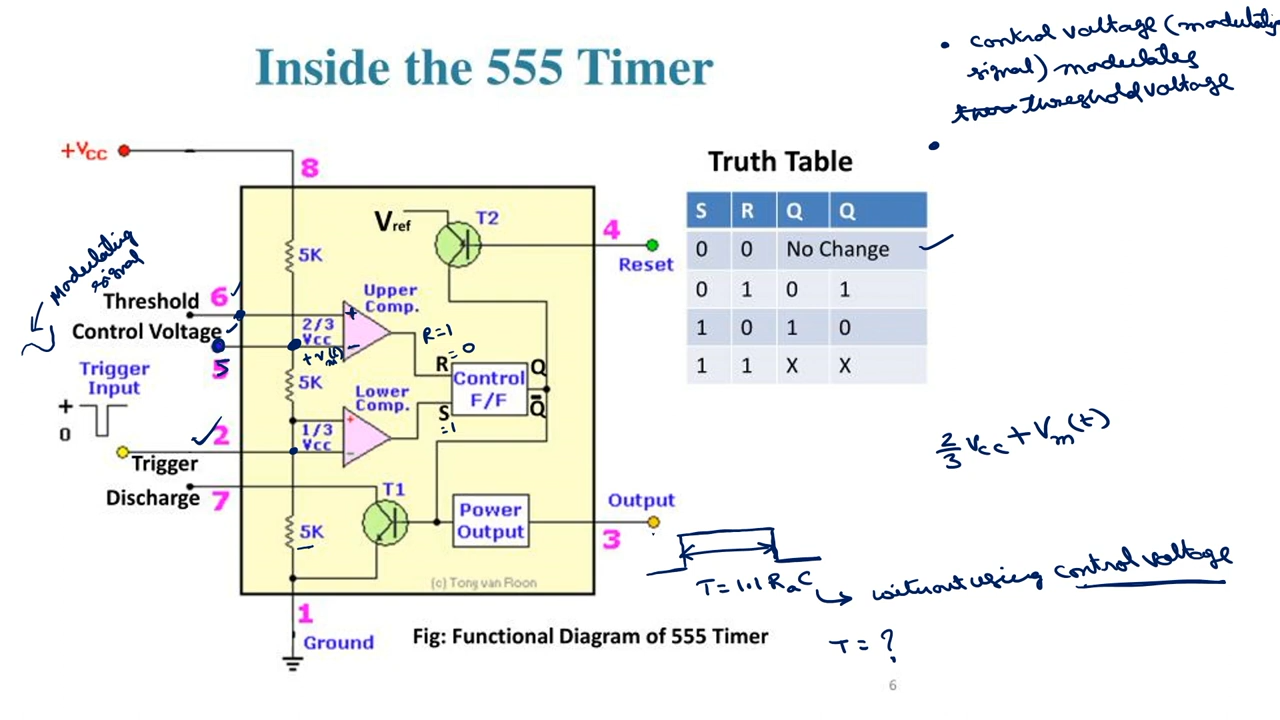 Inside the 555 Timer
• control voltage (modulating
signal) modulates
threshold voltage
•
+Vcc
8
Truth Table
S R Q Q
0 0 No Change
0 1 0 1
1 0 1 0
1 1 X X
Vref
T2
4
Reset
5K
Modulating
signal
Threshold 6
Control Voltage
5
Upper
Comp.
+
2/3
Vcc
+ Vm(t)
−
R=1
=0
R
Q
Control
F/F
Q
S
=1
5K
Trigger
Input
+
0
Lower
Comp.
+
1/3
Vcc
−
2
Trigger
Discharge 7
T1
5K
Power
Output
Output
3
2/3 Vcc + Vm(t)
T = 1.1 RaC
without using control voltage
T = ?
(c) Tony van Roon
1
Ground
Fig: Functional Diagram of 555 Timer
6